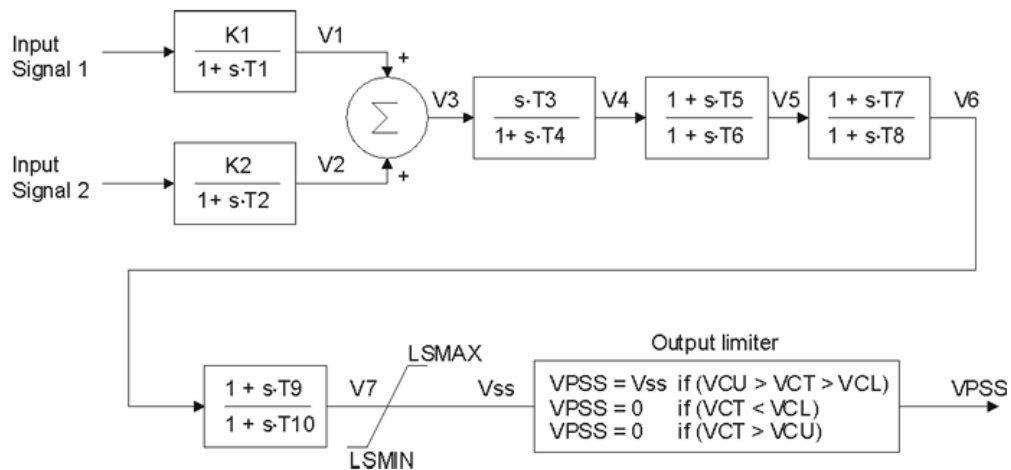 Input
Signal 1
K1
1+ s·T1
V1
+
Input
Signal 2
K2
1+ s·T2
V2
+
Σ
V3
s·T3
1+ s·T4
V4
1 + s·T5
1 + s·T6
V5
1 + s·T7
1 + s·T8
V6
1 + s·T9
1 + s·T10
V7
LSMAX
LSMIN
Vss
Output limiter
VPSS = Vss if (VCU > VCT > VCL)
VPSS = 0 if (VCT < VCL)
VPSS = 0 if (VCT > VCU)
VPSS